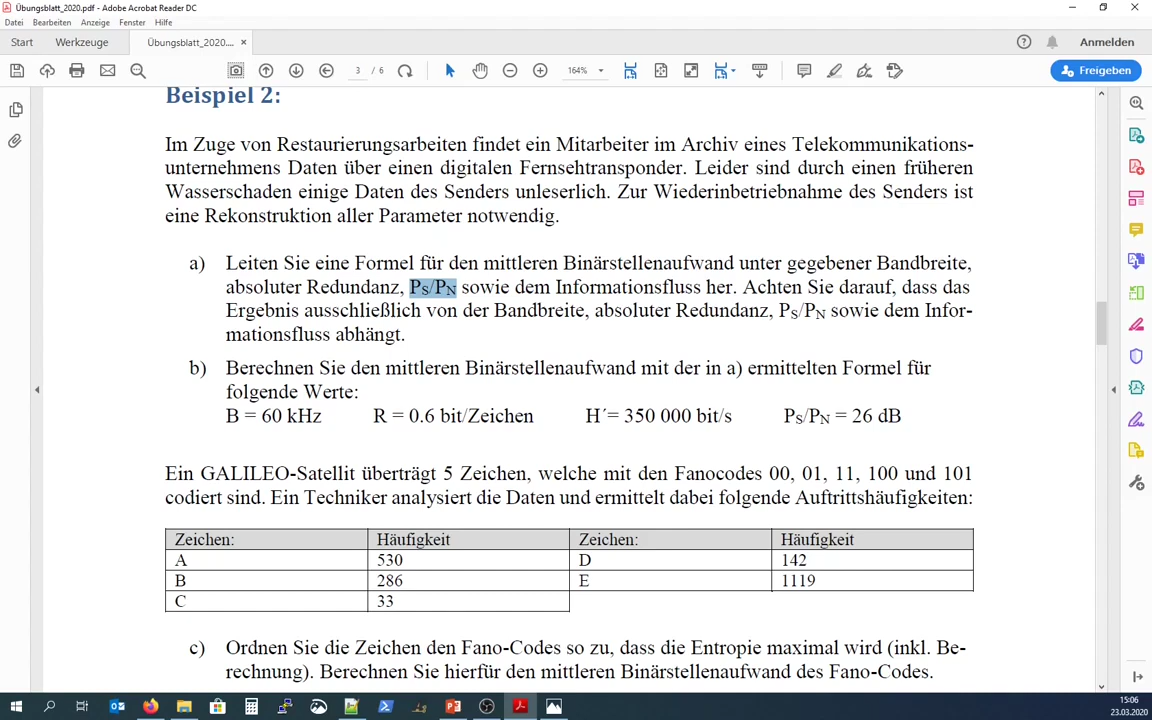 Übungsblatt_2020.pdf - Adobe Acrobat Reader DC
Datei Bearbeiten Anzeige Fenster Hilfe
Start Werkzeuge Übungsblatt_2020.... × Anmelden
3 / 6 164% Freigeben
Beispiel 2:
Im Zuge von Restaurierungsarbeiten findet ein Mitarbeiter im Archiv eines Telekommunikations-
unternehmens Daten über einen digitalen Fernsehtransponder. Leider sind durch einen früheren
Wasserschaden einige Daten des Senders unleserlich. Zur Wiederinbetriebnahme des Senders ist
eine Rekonstruktion aller Parameter notwendig.
a) Leiten Sie eine Formel für den mittleren Binärstellenaufwand unter gegebener Bandbreite,
absoluter Redundanz, PS/PN sowie dem Informationsfluss her. Achten Sie darauf, dass das
Ergebnis ausschließlich von der Bandbreite, absoluter Redundanz, PS/PN sowie dem Infor-
mationsfluss abhängt.
b) Berechnen Sie den mittleren Binärstellenaufwand mit der in a) ermittelten Formel für
folgende Werte:
B = 60 kHz R = 0.6 bit/Zeichen H´= 350 000 bit/s PS/PN = 26 dB
Ein GALILEO-Satellit überträgt 5 Zeichen, welche mit den Fanocodes 00, 01, 11, 100 und 101
codiert sind. Ein Techniker analysiert die Daten und ermittelt dabei folgende Auftrittshäufigkeiten:
Zeichen: Häufigkeit Zeichen: Häufigkeit
A 530 D 142
B 286 E 1119
C 33
c) Ordnen Sie die Zeichen den Fano-Codes so zu, dass die Entropie maximal wird (inkl. Be-
rechnung). Berechnen Sie hierfür den mittleren Binärstellenaufwand des Fano-Codes.
15:06
23.03.2020